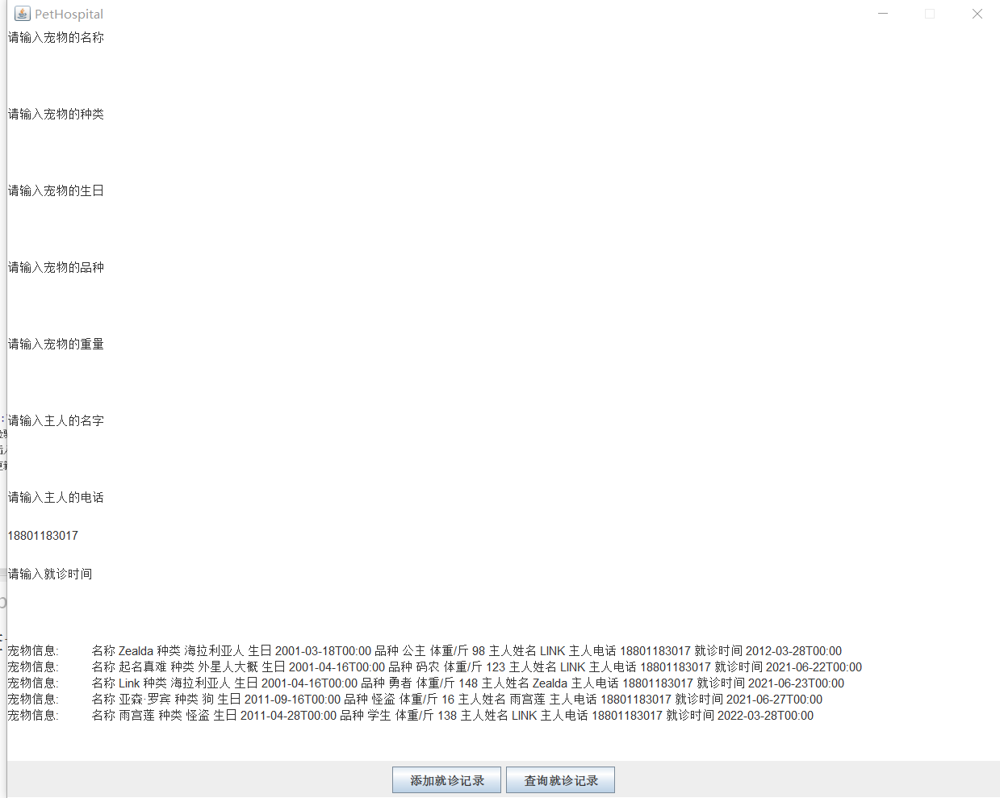 PetHospital
请输入宠物的名称
请输入宠物的种类
请输入宠物的生日
请输入宠物的品种
请输入宠物的重量
请输入主人的名字
请输入主人的电话
18801183017
请输入就诊时间
宠物信息: 名称 Zealda 种类 海拉利亚人 生日 2001-03-18T00:00 品种 公主 体重/斤 98 主人姓名 LINK 主人电话 18801183017 就诊时间 2012-03-28T00:00
宠物信息: 名称 起名真难 种类 外星人大概 生日 2001-04-16T00:00 品种 码农 体重/斤 123 主人姓名 LINK 主人电话 18801183017 就诊时间 2021-06-22T00:00
宠物信息: 名称 Link 种类 海拉利亚人 生日 2001-04-16T00:00 品种 勇者 体重/斤 148 主人姓名 Zealda 主人电话 18801183017 就诊时间 2021-06-23T00:00
宠物信息: 名称 亚森·罗宾 种类 狗 生日 2011-09-16T00:00 品种 怪盗 体重/斤 16 主人姓名 雨宫莲 主人电话 18801183017 就诊时间 2021-06-27T00:00
宠物信息: 名称 雨宫莲 种类 怪盗 生日 2011-04-28T00:00 品种 学生 体重/斤 138 主人姓名 LINK 主人电话 18801183017 就诊时间 2022-03-28T00:00
添加就诊记录 查询就诊记录